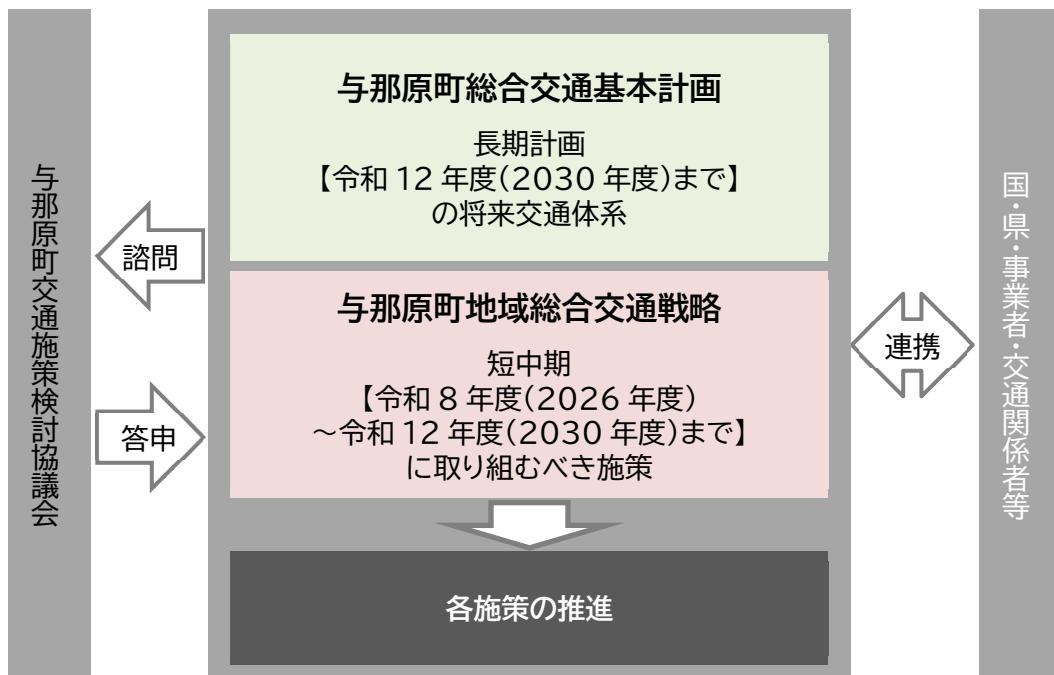 与那原町交通施策検討協議会
諮問
答申
与那原町総合交通基本計画
長期計画
【令和 12 年度(2030 年度)まで】
の将来交通体系
与那原町地域総合交通戦略
短中期
【令和 8 年度(2026 年度)
~令和 12 年度(2030 年度)まで】
に取り組むべき施策
各施策の推進
連携
国・県・事業者・交通関係者等